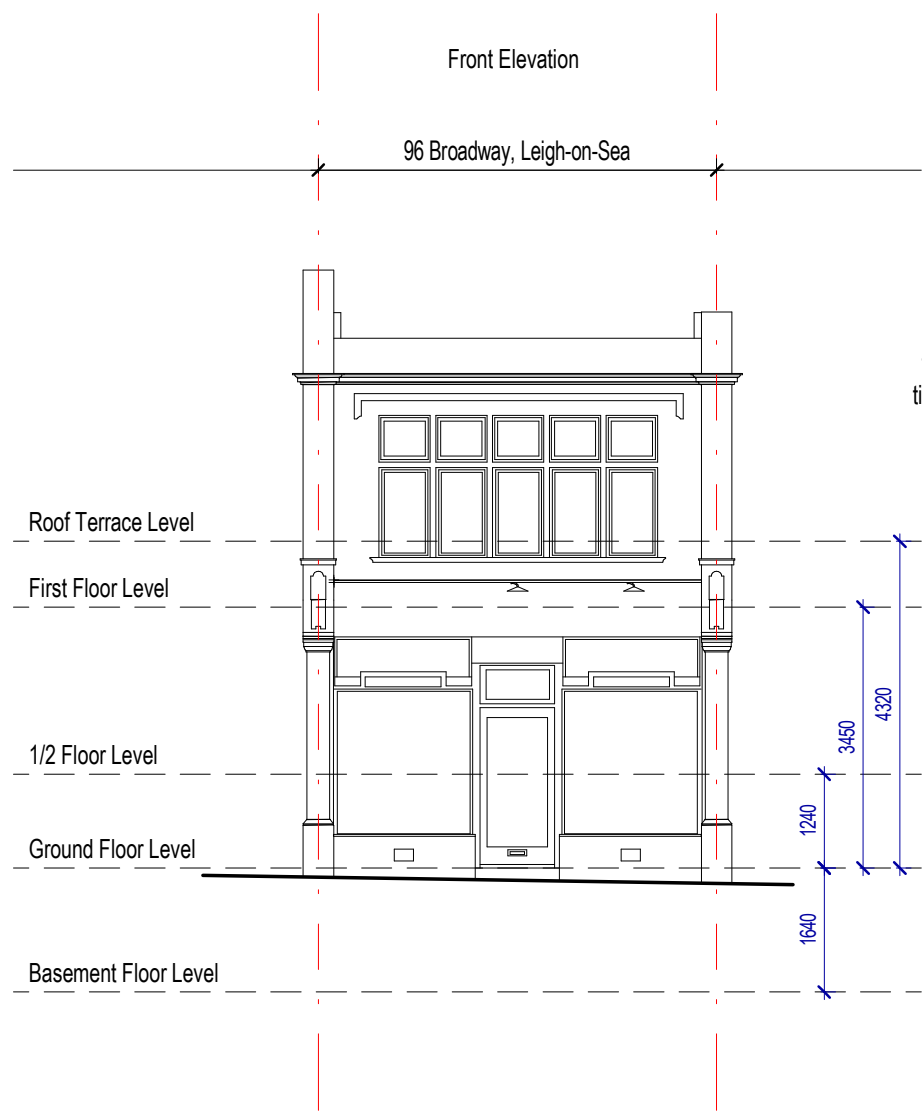 Front Elevation
96 Broadway, Leigh-on-Sea
ti
Roof Terrace Level
First Floor Level
4320
3450
1/2 Floor Level
1240
Ground Floor Level
1640
Basement Floor Level